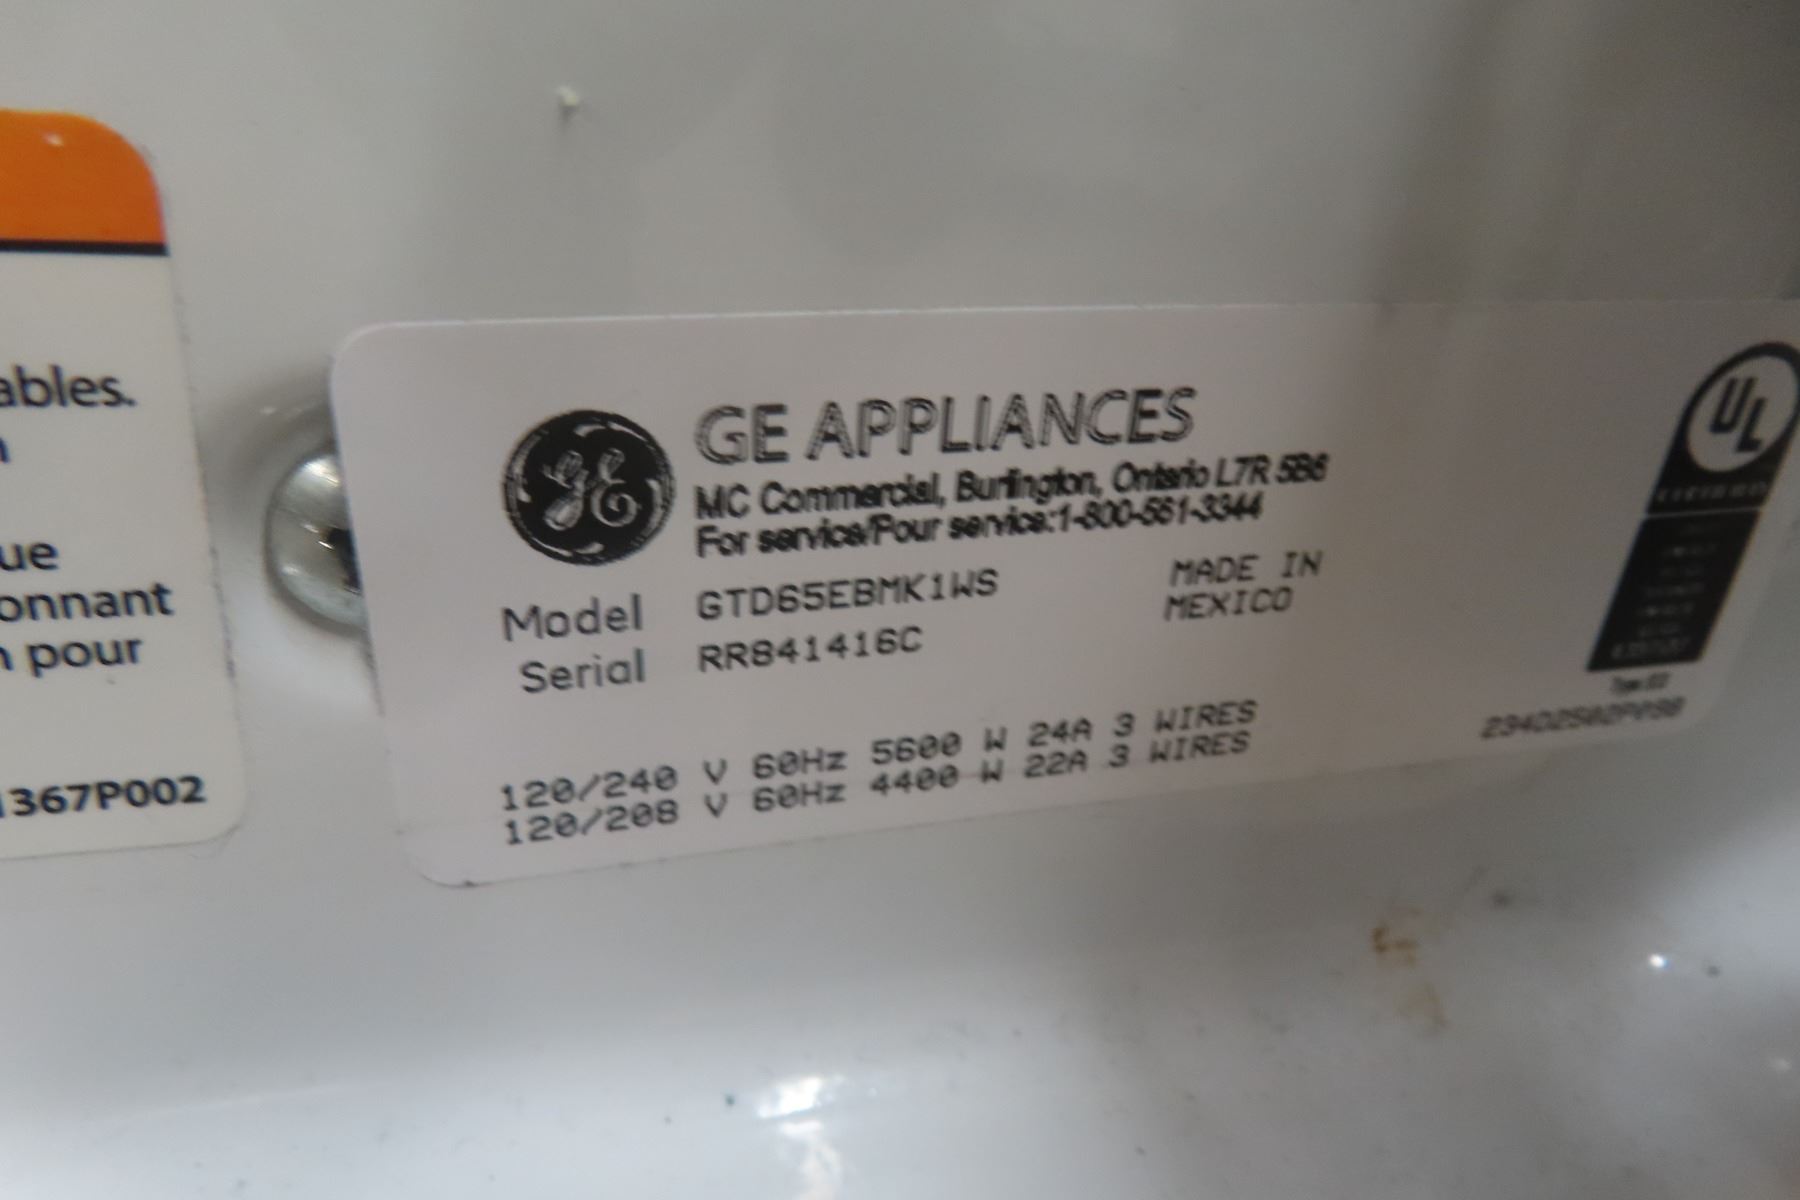 ables.
ue
onnant
n pour
1367P002
GE
GE APPLIANCES
MC Commercial, Burlington, Ontario L7R 5B6
For service/Pour service:1-800-561-3344
Model GTD65EBMK1WS
Serial RR841416C
MADE IN
MEXICO
120/240 V 60Hz 5600 W 24A 3 WIRES
120/208 V 60Hz 4400 W 22A 3 WIRES
UL